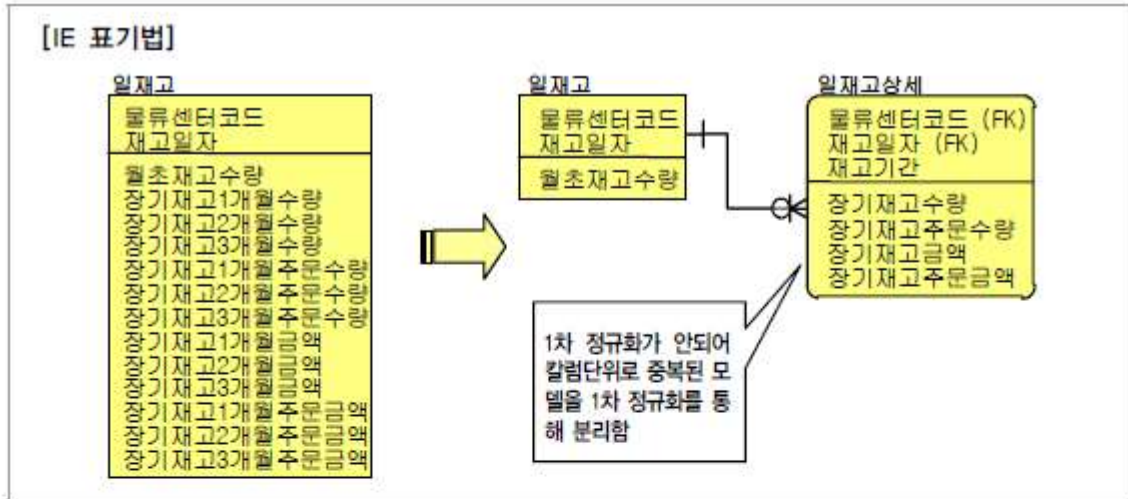 [IE 표기법]
일재고
물류센터코드
재고일자
월초재고수량
장기재고1개월수량
장기재고2개월수량
장기재고3개월수량
장기재고1개월주문수량
장기재고2개월주문수량
장기재고3개월주문수량
장기재고1개월금액
장기재고2개월금액
장기재고3개월금액
장기재고1개월주문금액
장기재고2개월주문금액
장기재고3개월주문금액
일재고
물류센터코드
재고일자
월초재고수량
일재고상세
물류센터코드 (FK)
재고일자 (FK)
재고기간
장기재고수량
장기재고주문수량
장기재고금액
장기재고주문금액
1차 정규화가 안되어
칼럼단위로 중복된 모
델을 1차 정규화를 통
해 분리함